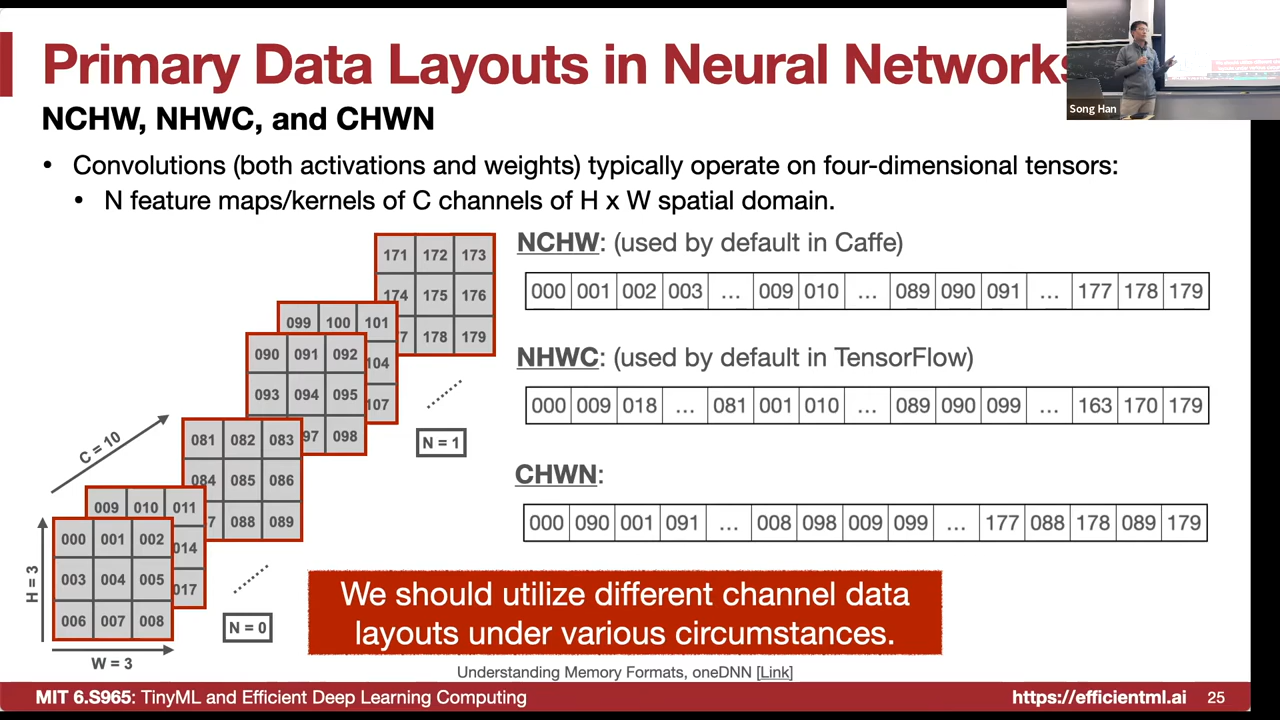 Primary Data Layouts in Neural Networks
Song Han
NCHW, NHWC, and CHWN
• Convolutions (both activations and weights) typically operate on four-dimensional tensors:
• N feature maps/kernels of C channels of H x W spatial domain.
NCHW: (used by default in Caffe)
000 001 002 003 … 009 010 … 089 090 091 … 177 178 179
NHWC: (used by default in TensorFlow)
000 009 018 … 081 001 010 … 089 090 099 … 163 170 179
CHWN:
000 090 001 091 … 008 098 009 099 … 177 088 178 089 179
171 172 173
174 175 176
7 178 179
099 100 101
104
107
090 091 092
093 094 095
97 098
N = 1
081 082 083
084 085 086
7 088 089
C = 10
009 010 011
014
017
000 001 002
003 004 005
006 007 008
H = 3
W = 3
N = 0
We should utilize different channel data
layouts under various circumstances.
Understanding Memory Formats, oneDNN [Link]
MIT 6.S965: TinyML and Efficient Deep Learning Computing
https://efficientml.ai
25